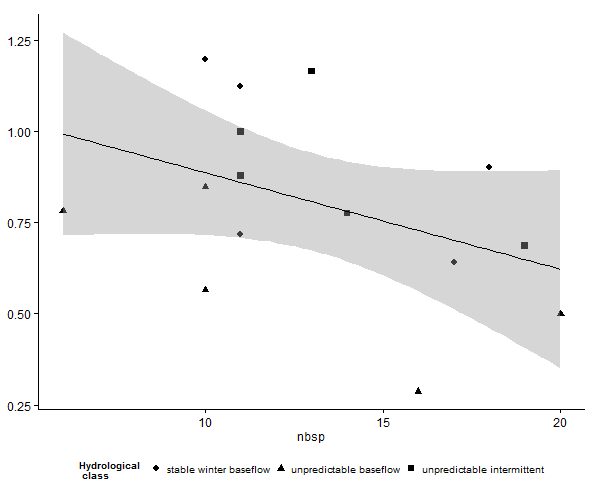 1.25
1.00
0.75
0.50
0.25
10 15 20
nbsp
Hydrological
class
stable winter baseflow unpredictable baseflow unpredictable intermittent